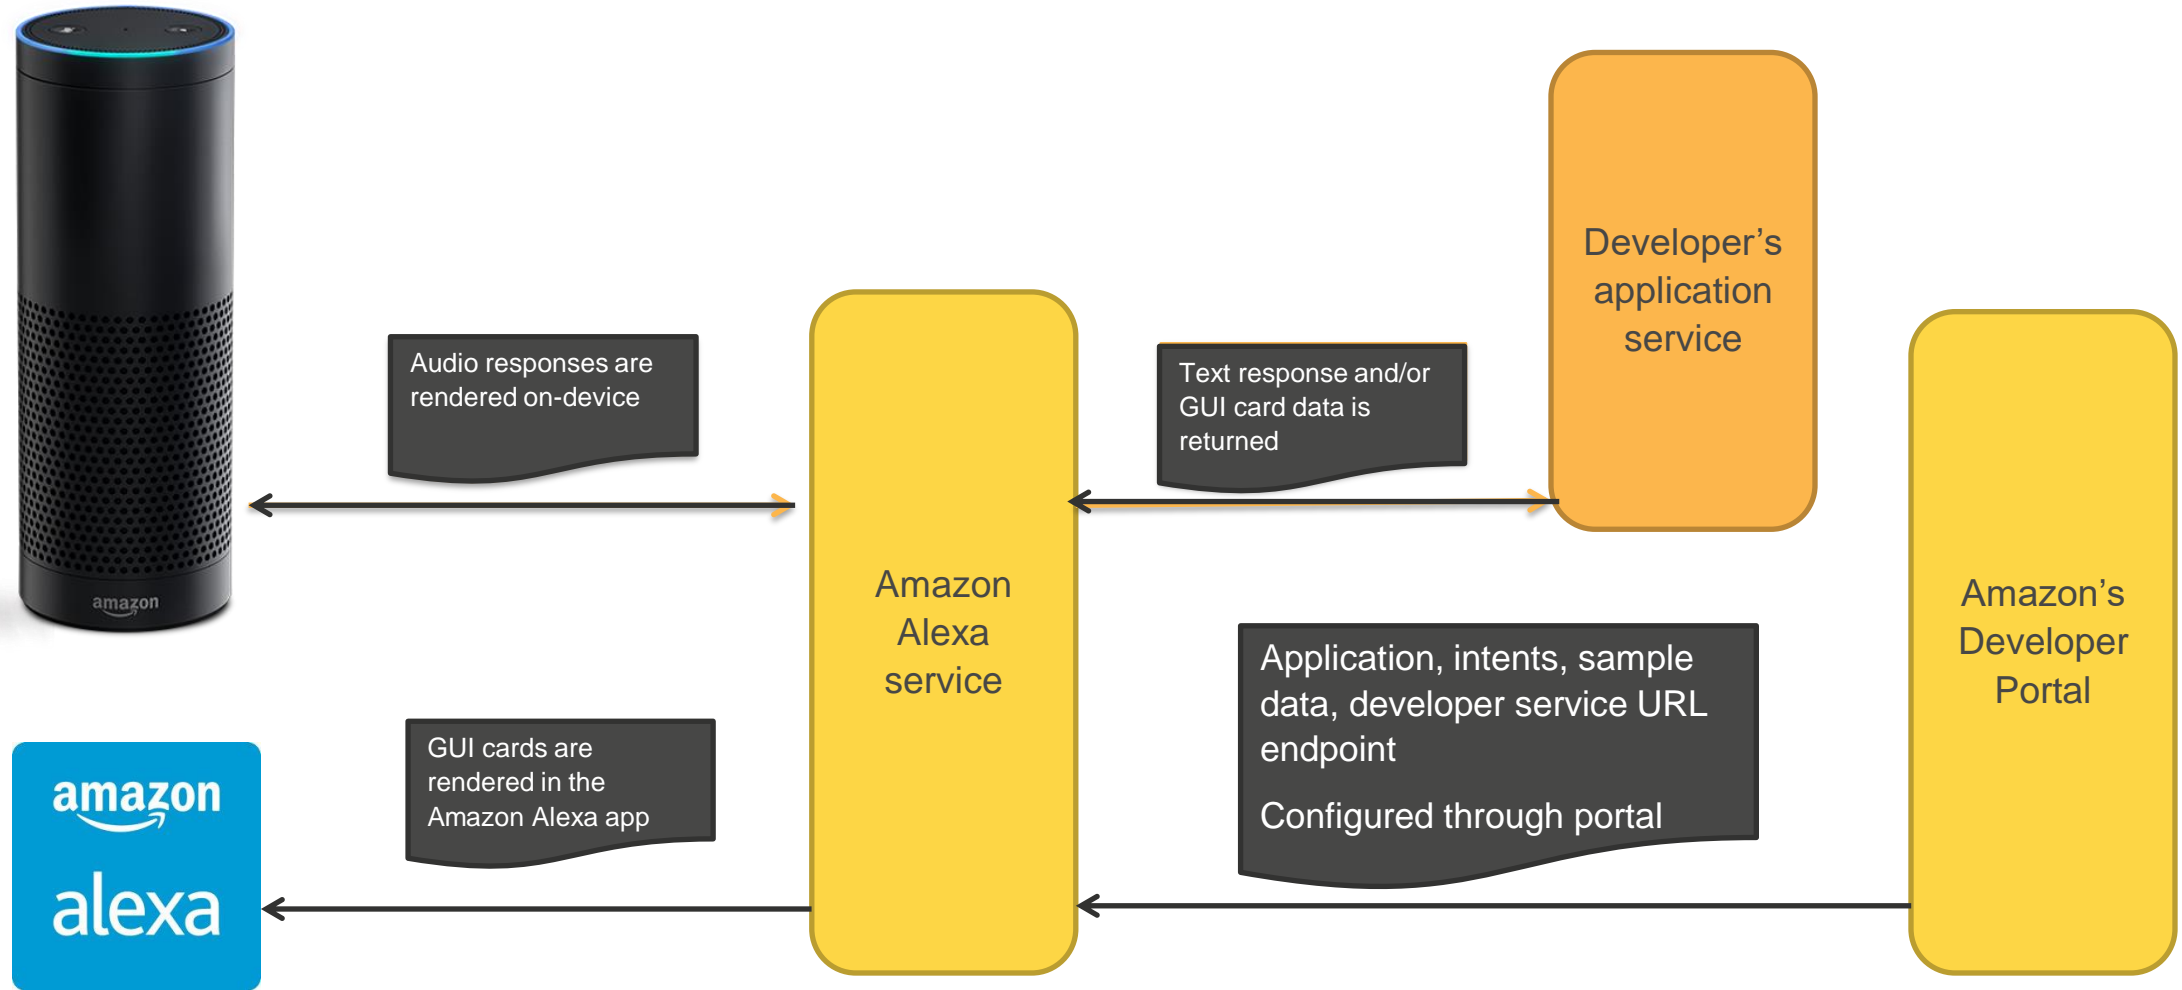 amazon
Audio responses are
rendered on-device
Amazon
Alexa
service
Text response and/or
GUI card data is
returned
Developer’s
application
service
Amazon’s
Developer
Portal
Application, intents, sample
data, developer service URL
endpoint
Configured through portal
GUI cards are
rendered in the
Amazon Alexa app
amazon
alexa